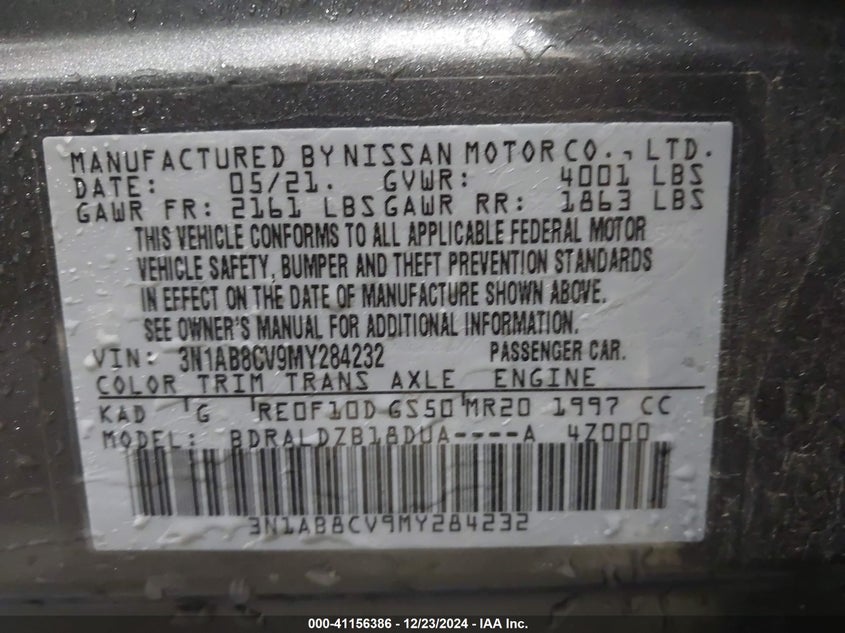 MANUFACTURED BY NISSAN MOTOR CO., LTD.
DATE: 05/21. GVWR: 4001 LBS
GAWR FR: 2161 LBS GAWR RR: 1863 LBS
THIS VEHICLE CONFORMS TO ALL APPLICABLE FEDERAL MOTOR
VEHICLE SAFETY, BUMPER AND THEFT PREVENTION STANDARDS
IN EFFECT ON THE DATE OF MANUFACTURE SHOWN ABOVE.
SEE OWNER'S MANUAL FOR ADDITIONAL INFORMATION.
VIN: 3N1AB8CV9MY284232 PASSENGER CAR.
COLOR TRIM TRANS AXLE ENGINE
KAD G RE0F10D GS50 MR20 1997 CC
MODEL: BDRALDZB18DUA----A 4Z000
3N1AB8CV9MY284232
000-41156386 - 12/23/2024 - IAA Inc.